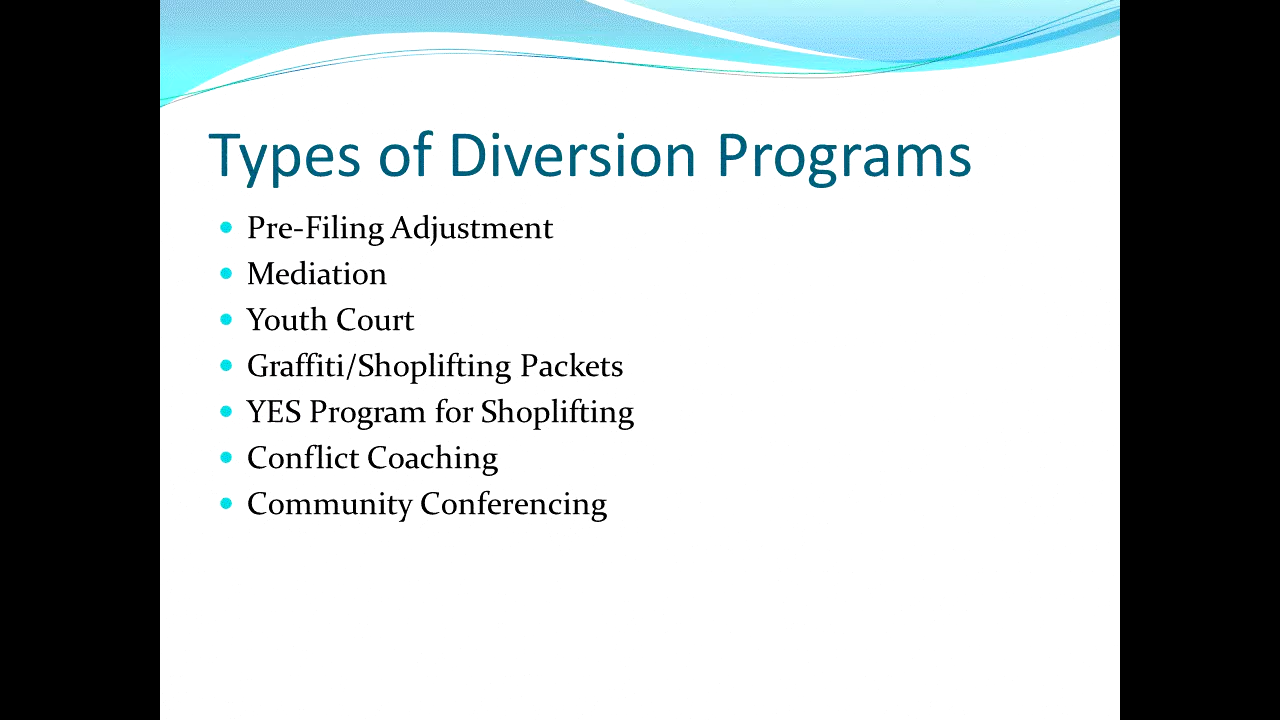 Types of Diversion Programs
Pre-Filing Adjustment
Mediation
Youth Court
Graffiti/Shoplifting Packets
YES Program for Shoplifting
Conflict Coaching
Community Conferencing